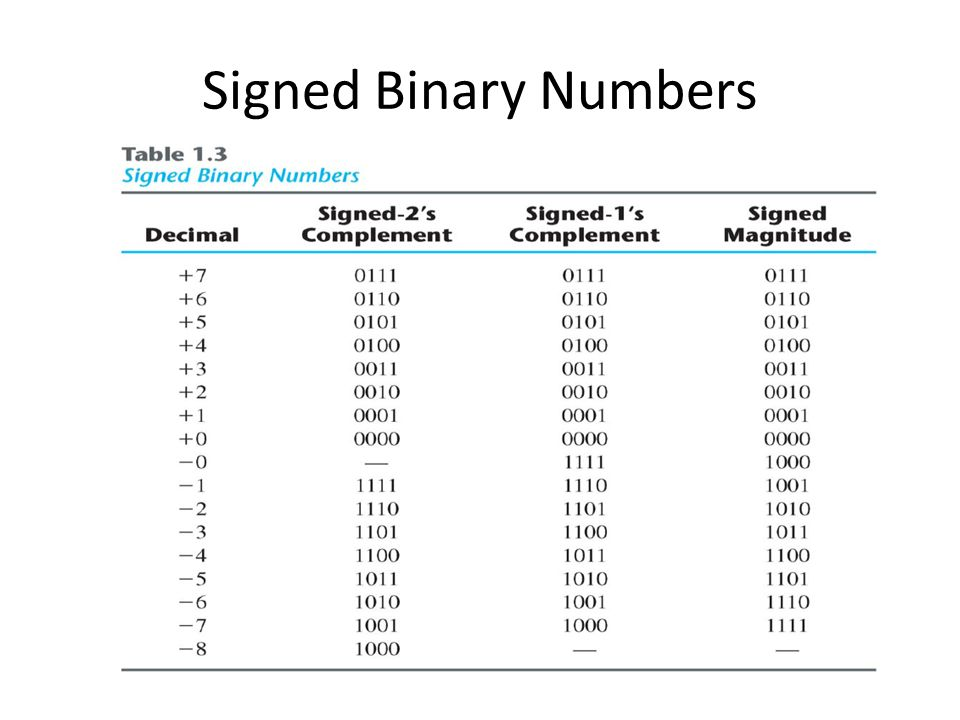 Signed Binary Numbers
Table 1.3
Signed Binary Numbers
Decimal Signed-2's Complement Signed-1's Complement Signed Magnitude
+7 0111 0111 0111
+6 0110 0110 0110
+5 0101 0101 0101
+4 0100 0100 0100
+3 0011 0011 0011
+2 0010 0010 0010
+1 0001 0001 0001
+0 0000 0000 0000
−0 — 1111 1000
−1 1111 1110 1001
−2 1110 1101 1010
−3 1101 1100 1011
−4 1100 1011 1100
−5 1011 1010 1101
−6 1010 1001 1110
−7 1001 1000 1111
−8 1000 — —